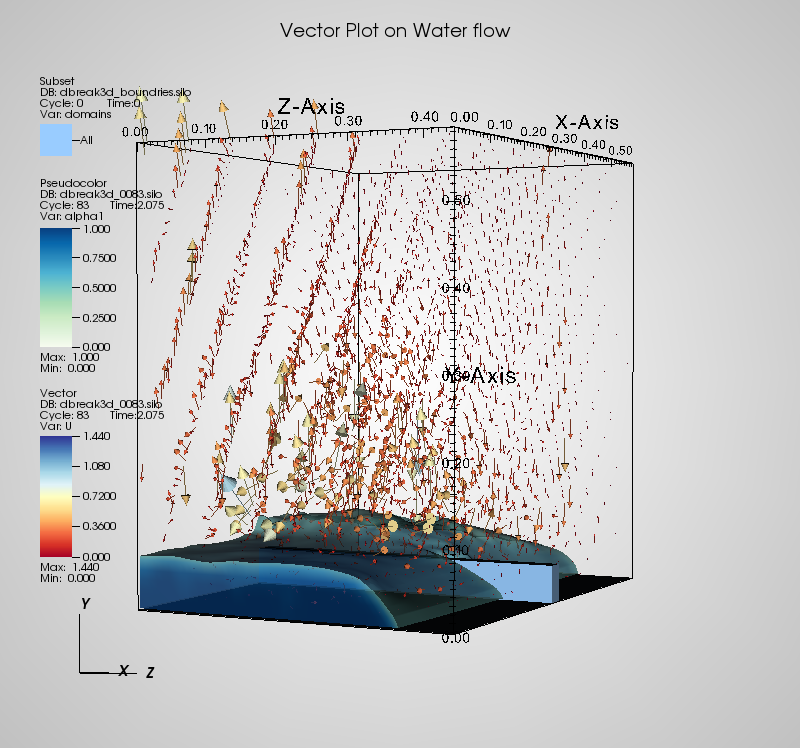 Vector Plot on Water flow
Subset
DB: dbreak3d_boundries.silo
Cycle: 0 Time:0
Var: domains
All
Pseudocolor
DB: dbreak3d_0083.silo
Cycle: 83 Time:2.075
Var: alpha1
1.000
0.7500
0.5000
0.2500
0.000
Max: 1.000
Min: 0.000
Vector
DB: dbreak3d_0083.silo
Cycle: 83 Time:2.075
Var: U
1.440
1.080
0.7200
0.3600
0.000
Max: 1.440
Min: 0.000
Z-Axis
0.00 0.10 0.20 0.30 0.40
X-Axis
0.00 0.10 0.20 0.30 0.40 0.50
0.50
0.40
Y-Axis
0.20
0.10
0.00
Y
X Z